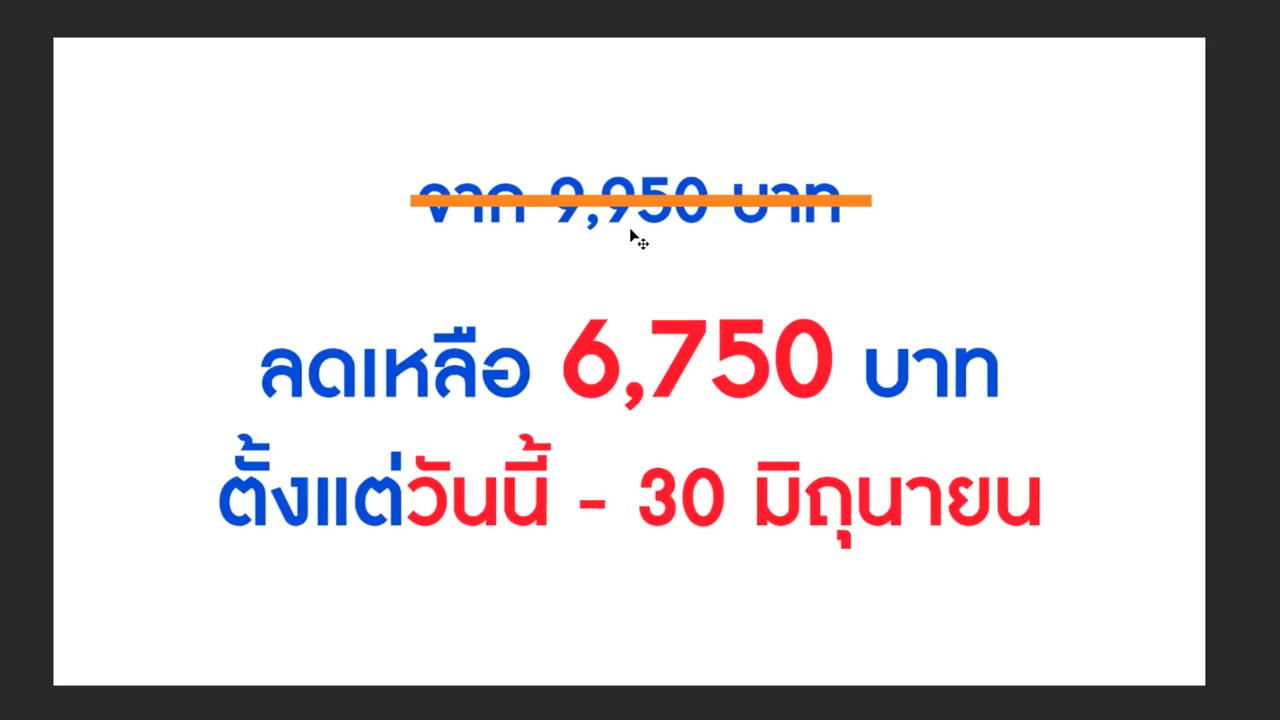 จาก 9,950 บาท
ลดเหลือ 6,750 บาท
ตั้งแต่วันนี้ - 30 มิถุนายน